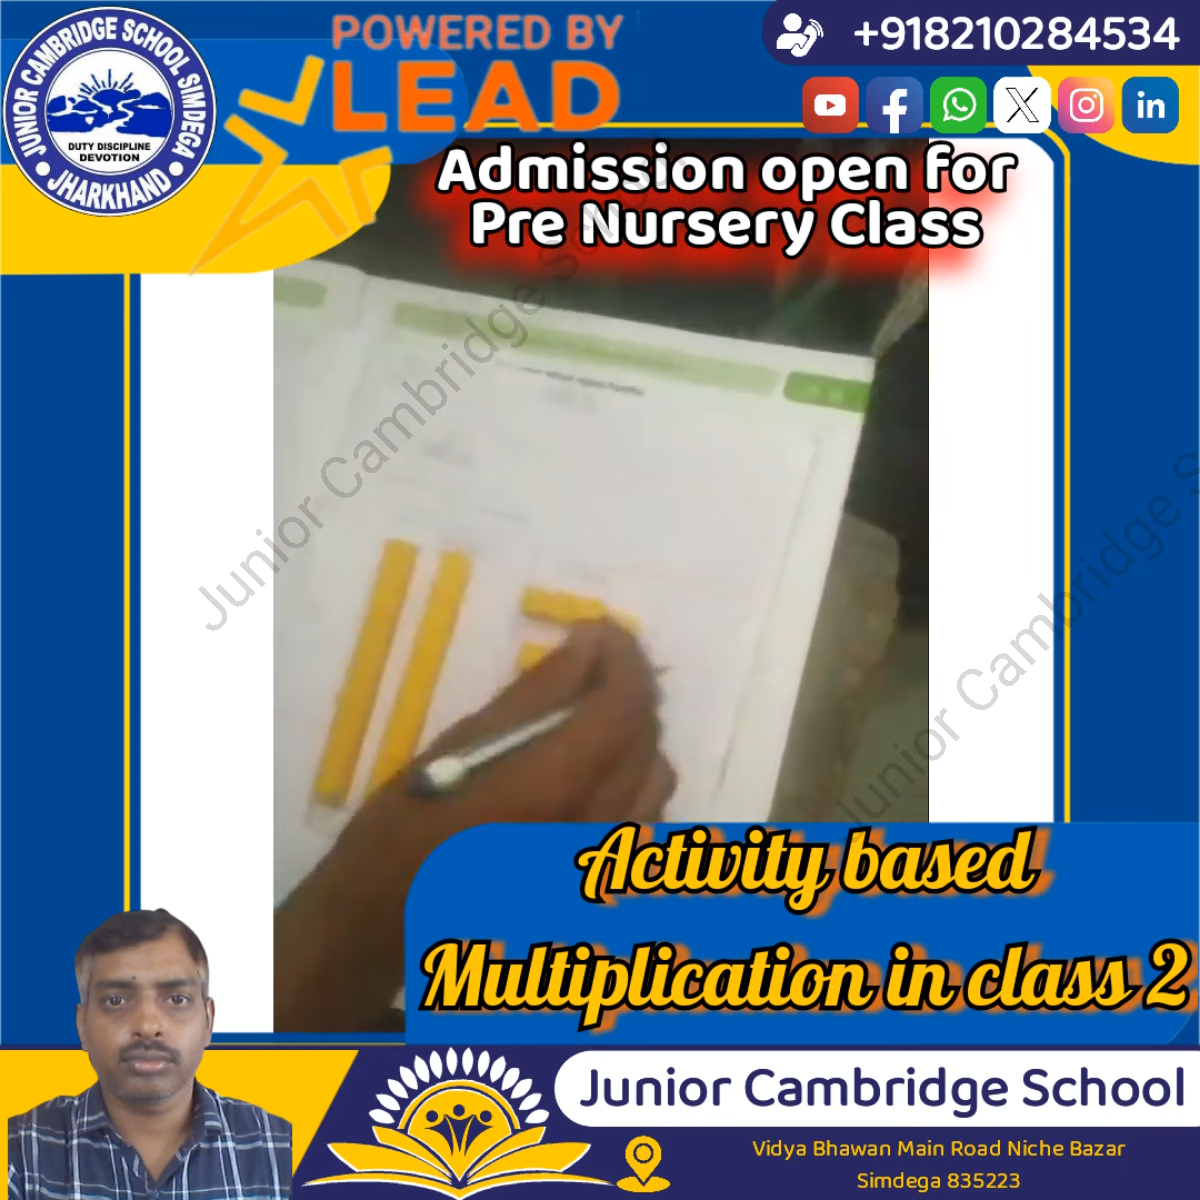 JUNIOR CAMBRIDGE SCHOOL SIMDEGA
JHARKHAND
DUTY DISCIPLINE
DEVOTION
POWERED BY
LEAD
+918210284534
Admission open for
Pre Nursery Class
Junior Cambridge School
Junior Cambridge S
Activity based
Multiplication in class 2
Junior Cambridge School
Vidya Bhawan Main Road Niche Bazar
Simdega 835223